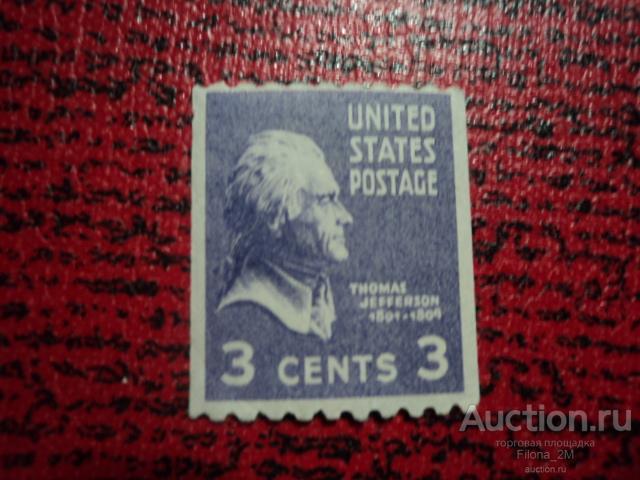 UNITED
STATES
POSTAGE
THOMAS
JEFFERSON
1801-1809
3 CENTS 3
Auction.ru
торговая площадка
Filona_2M
auction.ru